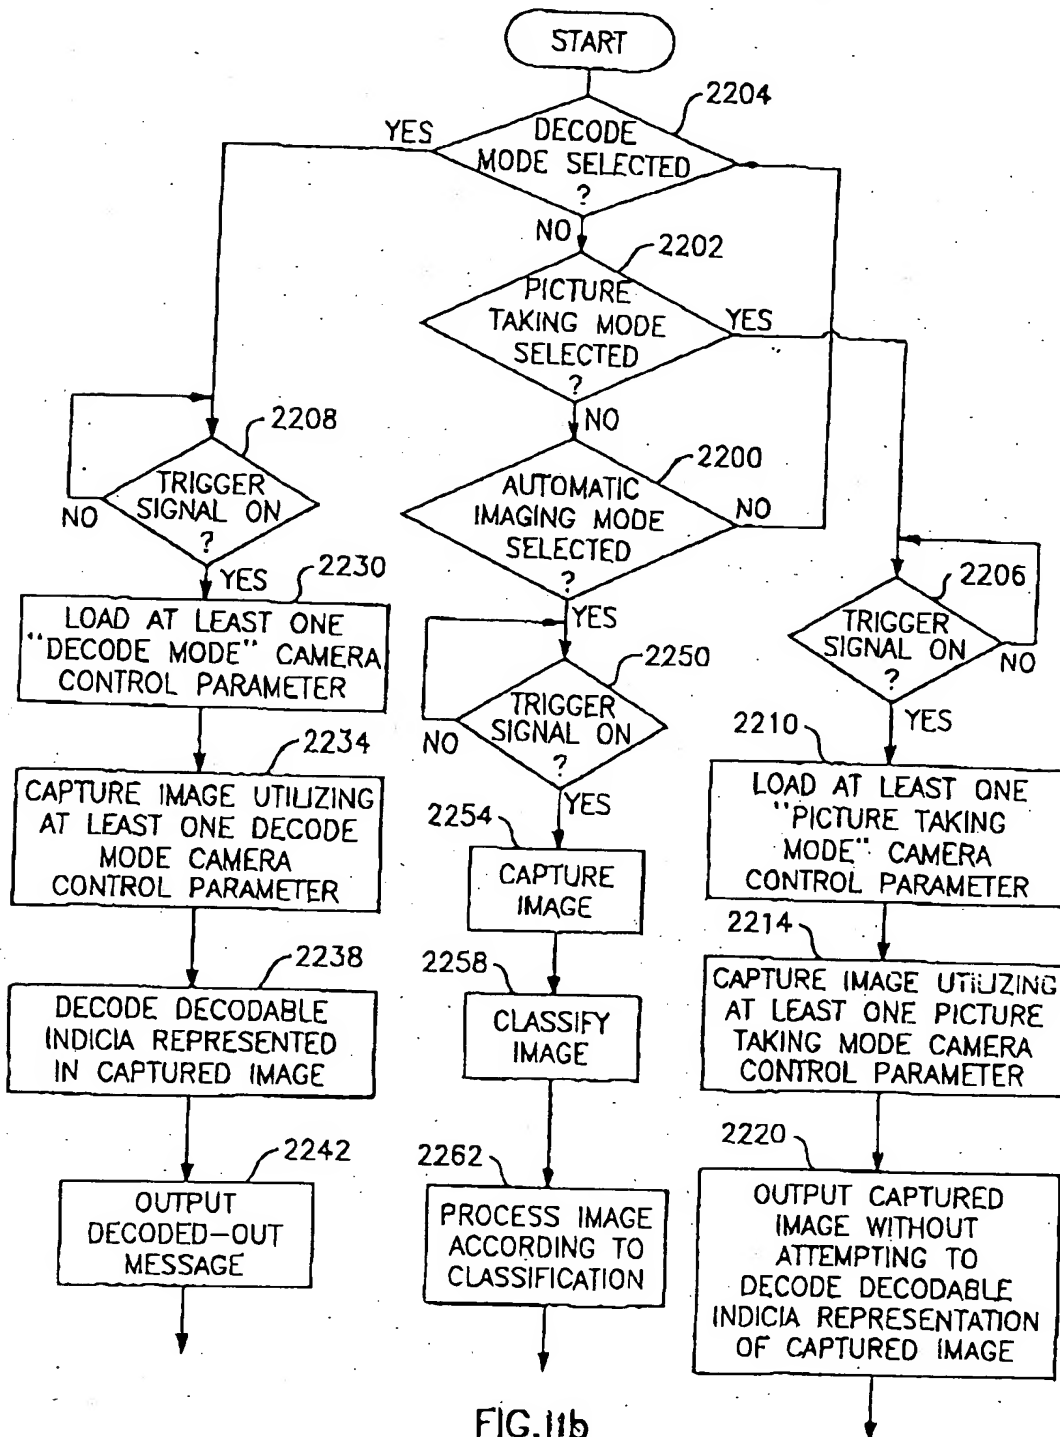 START
2204
YES
DECODE
MODE SELECTED
?
NO
2202
PICTURE
TAKING MODE
SELECTED
?
YES
NO
2208
TRIGGER
SIGNAL ON
?
NO
YES
2200
AUTOMATIC
IMAGING MODE
SELECTED
?
NO
YES
2206
TRIGGER
SIGNAL ON
?
NO
YES
2230
LOAD AT LEAST ONE
"DECODE MODE" CAMERA
CONTROL PARAMETER
2250
TRIGGER
SIGNAL ON
?
NO
YES
2210
LOAD AT LEAST ONE
"PICTURE TAKING
MODE" CAMERA
CONTROL PARAMETER
2234
CAPTURE IMAGE UTILIZING
AT LEAST ONE DECODE
MODE CAMERA
CONTROL PARAMETER
2254
CAPTURE
IMAGE
2214
CAPTURE IMAGE UTILIZING
AT LEAST ONE PICTURE
TAKING MODE CAMERA
CONTROL PARAMETER
2238
DECODE DECODABLE
INDICIA REPRESENTED
IN CAPTURED IMAGE
2258
CLASSIFY
IMAGE
2242
OUTPUT
DECODED-OUT
MESSAGE
2262
PROCESS IMAGE
ACCORDING TO
CLASSIFICATION
2220
OUTPUT CAPTURED
IMAGE WITHOUT
ATTEMPTING TO
DECODE DECODABLE
INDICIA REPRESENTATION
OF CAPTURED IMAGE
FIG.11b